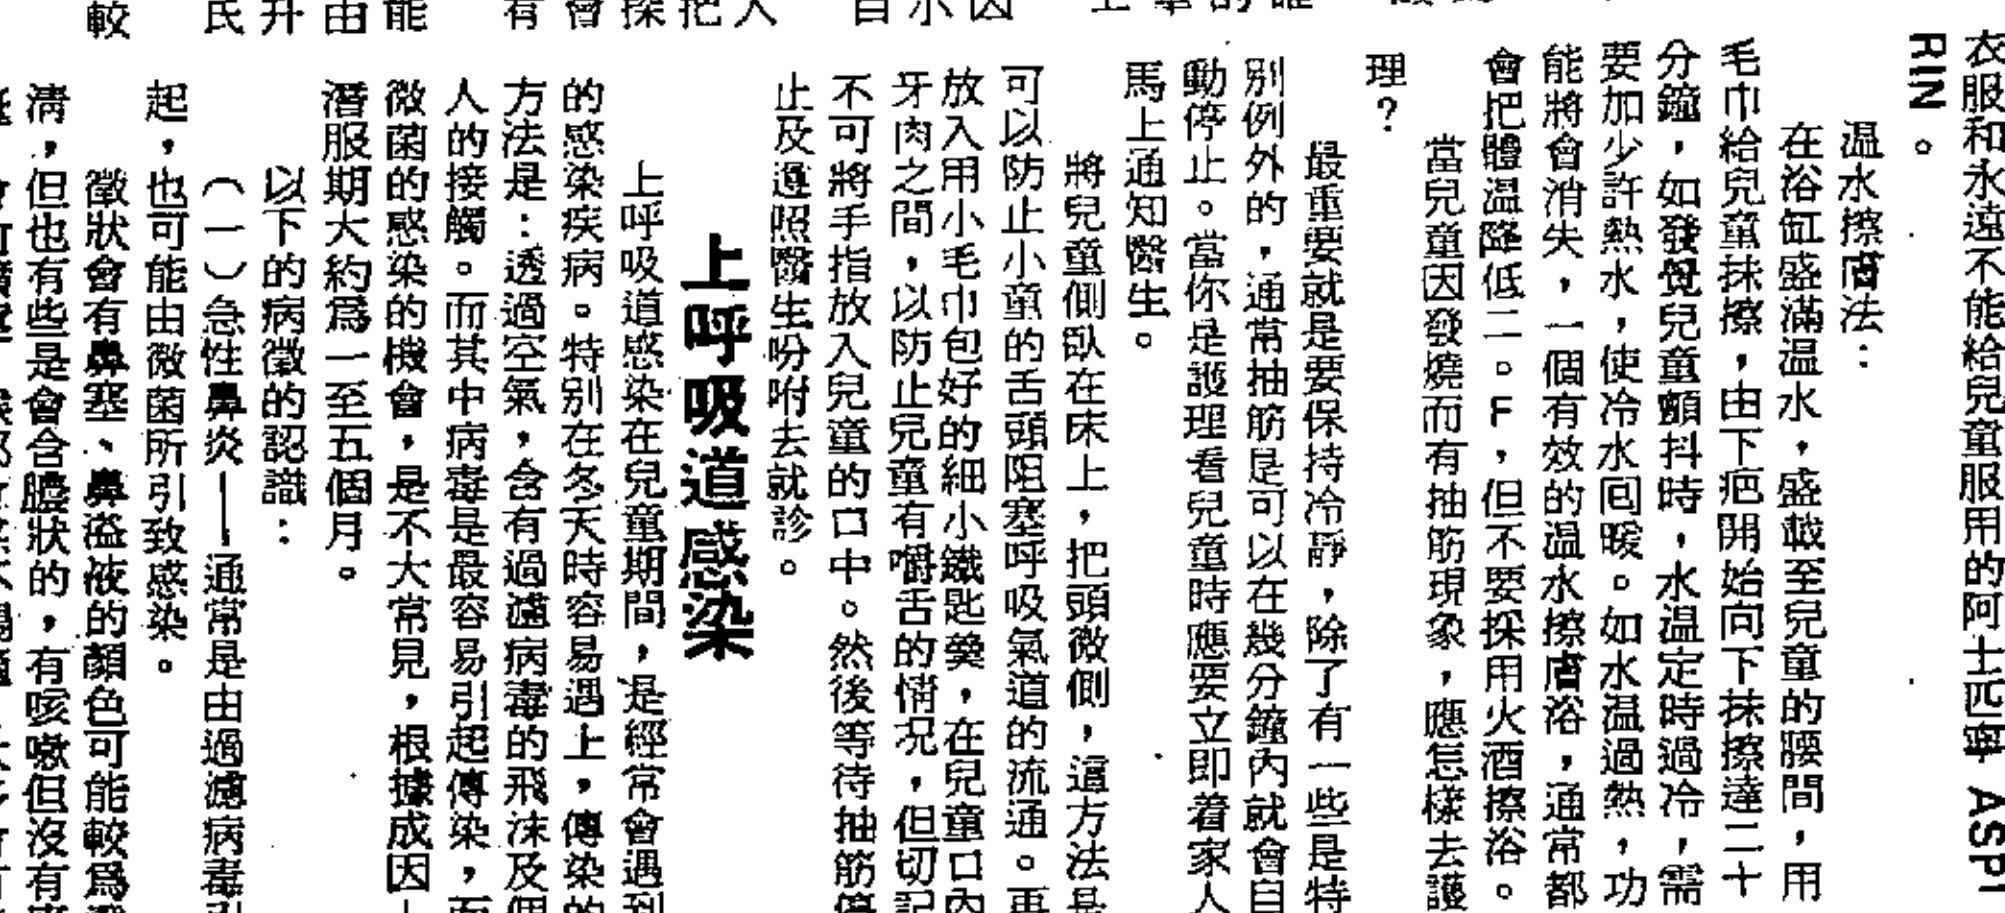 衣服和永遠不能給兒童服用的阿士匹寧 ASPI
RIN。
溫水擦膚法：
在浴缸盛滿溫水，盛載至兒童的腰間，用
毛巾給兒童抹擦，由下疤開始向下抹擦達二十
分鐘，如發覺兒童顫抖時，水溫定時過冷，需
要加少許熱水，使冷水回暖。如水溫過熱，功
能將會消失，一個有效的溫水擦膚浴，通常都
會把體溫降低二。F，但不要採用火酒擦浴。
當兒童因發燒而有抽筋現象，應怎樣去護
理？
最重要就是要保持冷靜，除了有一些是特
別例外的，通常抽筋是可以在幾分鐘內就會自
動停止。當你是護理看兒童時應要立即着家人
馬上通知醫生。
將兒童側臥在床上，把頭微側，這方法是
可以防止小童的舌頭阻塞呼吸氣道的流通。再
放入用小毛巾包好的細小鐵匙羹，在兒童口內
牙肉之間，以防止兒童有嚼舌的情況，但切記
不可將手指放入兒童的口中。然後等待抽筋停
止及遵照醫生吩咐去就診。
上呼吸道感染
上呼吸道感染在兒童期間，是經常會遇到
的感染疾病。特別在冬天時容易遇上，傳染的
方法是：透過空氣，含有過濾病毒的飛沫及個
人的接觸。而其中病毒是最容易引起傳染，而
微菌的感染的機會，是不大常見，根據成因
潛服期大約爲一至五個月。
以下的病徵的認識：
（一）急性鼻炎——通常是由過濾病毒引
起，也可能由微菌所引致感染。
徵狀會有鼻塞、鼻溢液的顏色可能較爲
清，但也有些是會含膿狀的，有咳嗽但沒有